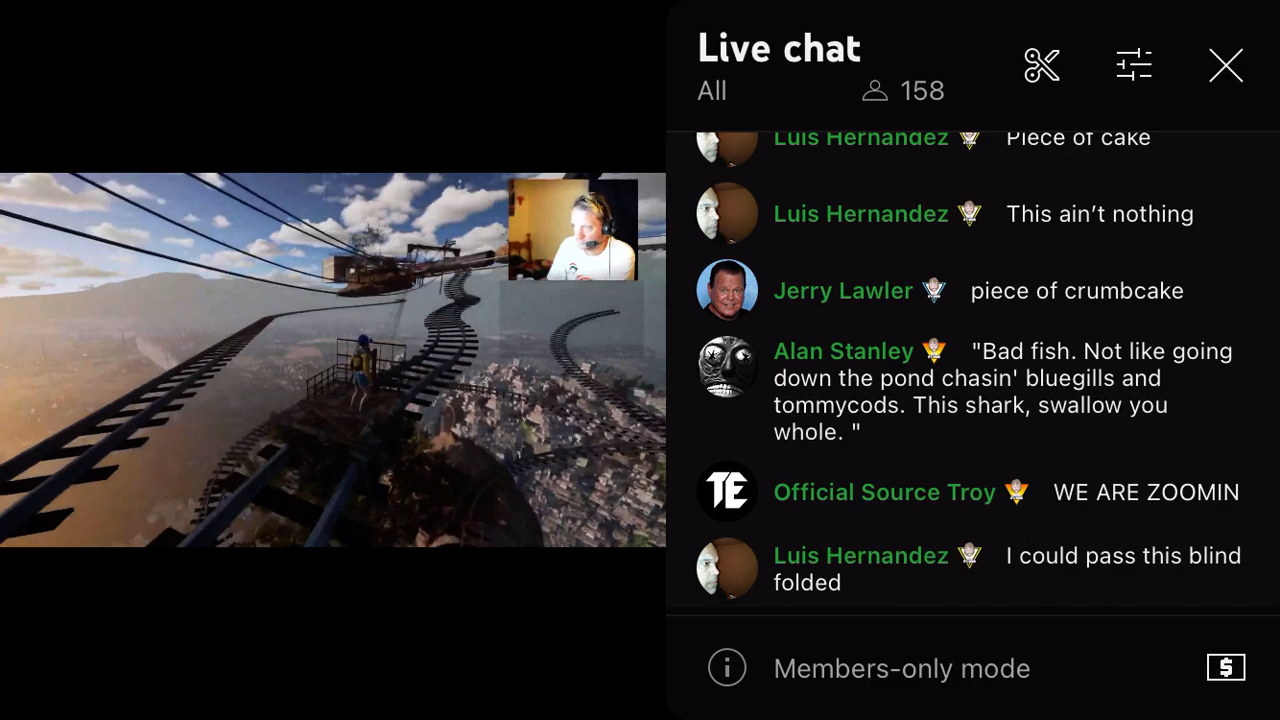 Live chat
All 158
Luis Hernandez Piece of cake
Luis Hernandez This ain’t nothing
Jerry Lawler piece of crumbcake
Alan Stanley "Bad fish. Not like going
down the pond chasin' bluegills and
tommycods. This shark, swallow you
whole. "
TE Official Source Troy WE ARE ZOOMIN
Luis Hernandez I could pass this blind
folded
Members-only mode $